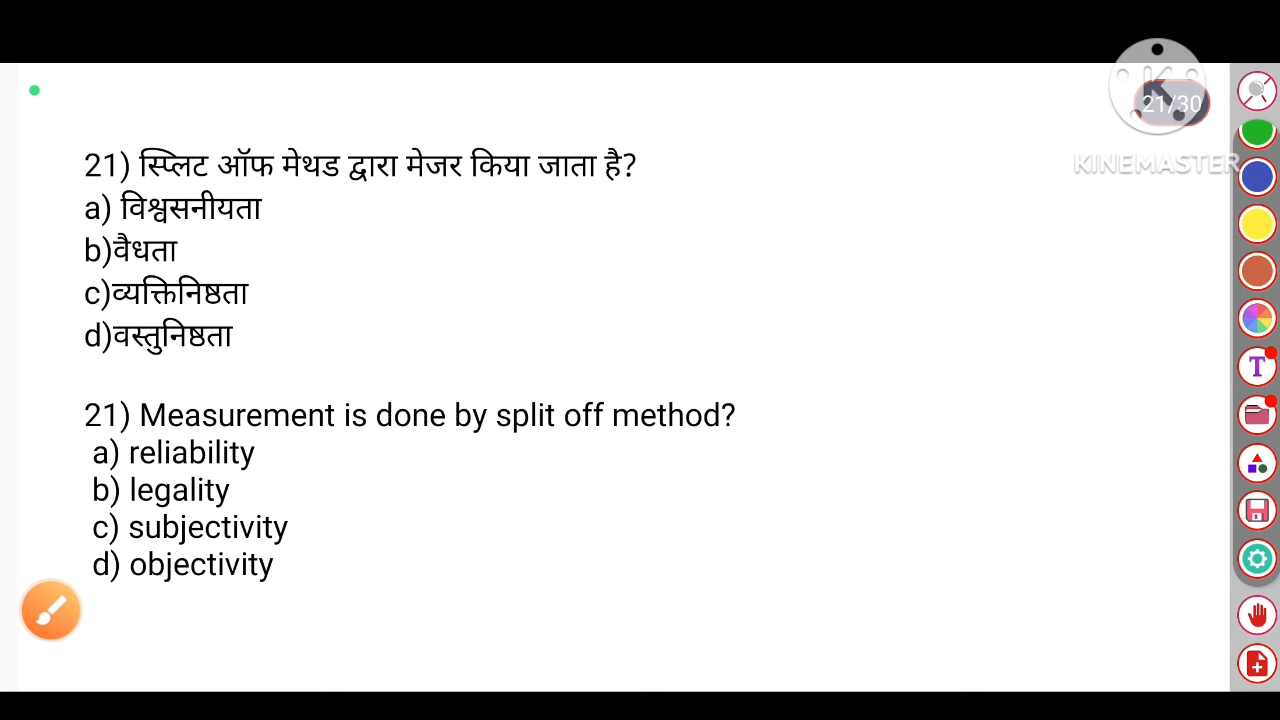 21/30
KINEMASTER
21) स्प्लिट ऑफ मेथड द्वारा मेजर किया जाता है?
a) विश्वसनीयता
b)वैधता
c)व्यक्तिनिष्ठता
d)वस्तुनिष्ठता
21) Measurement is done by split off method?
a) reliability
b) legality
c) subjectivity
d) objectivity
T